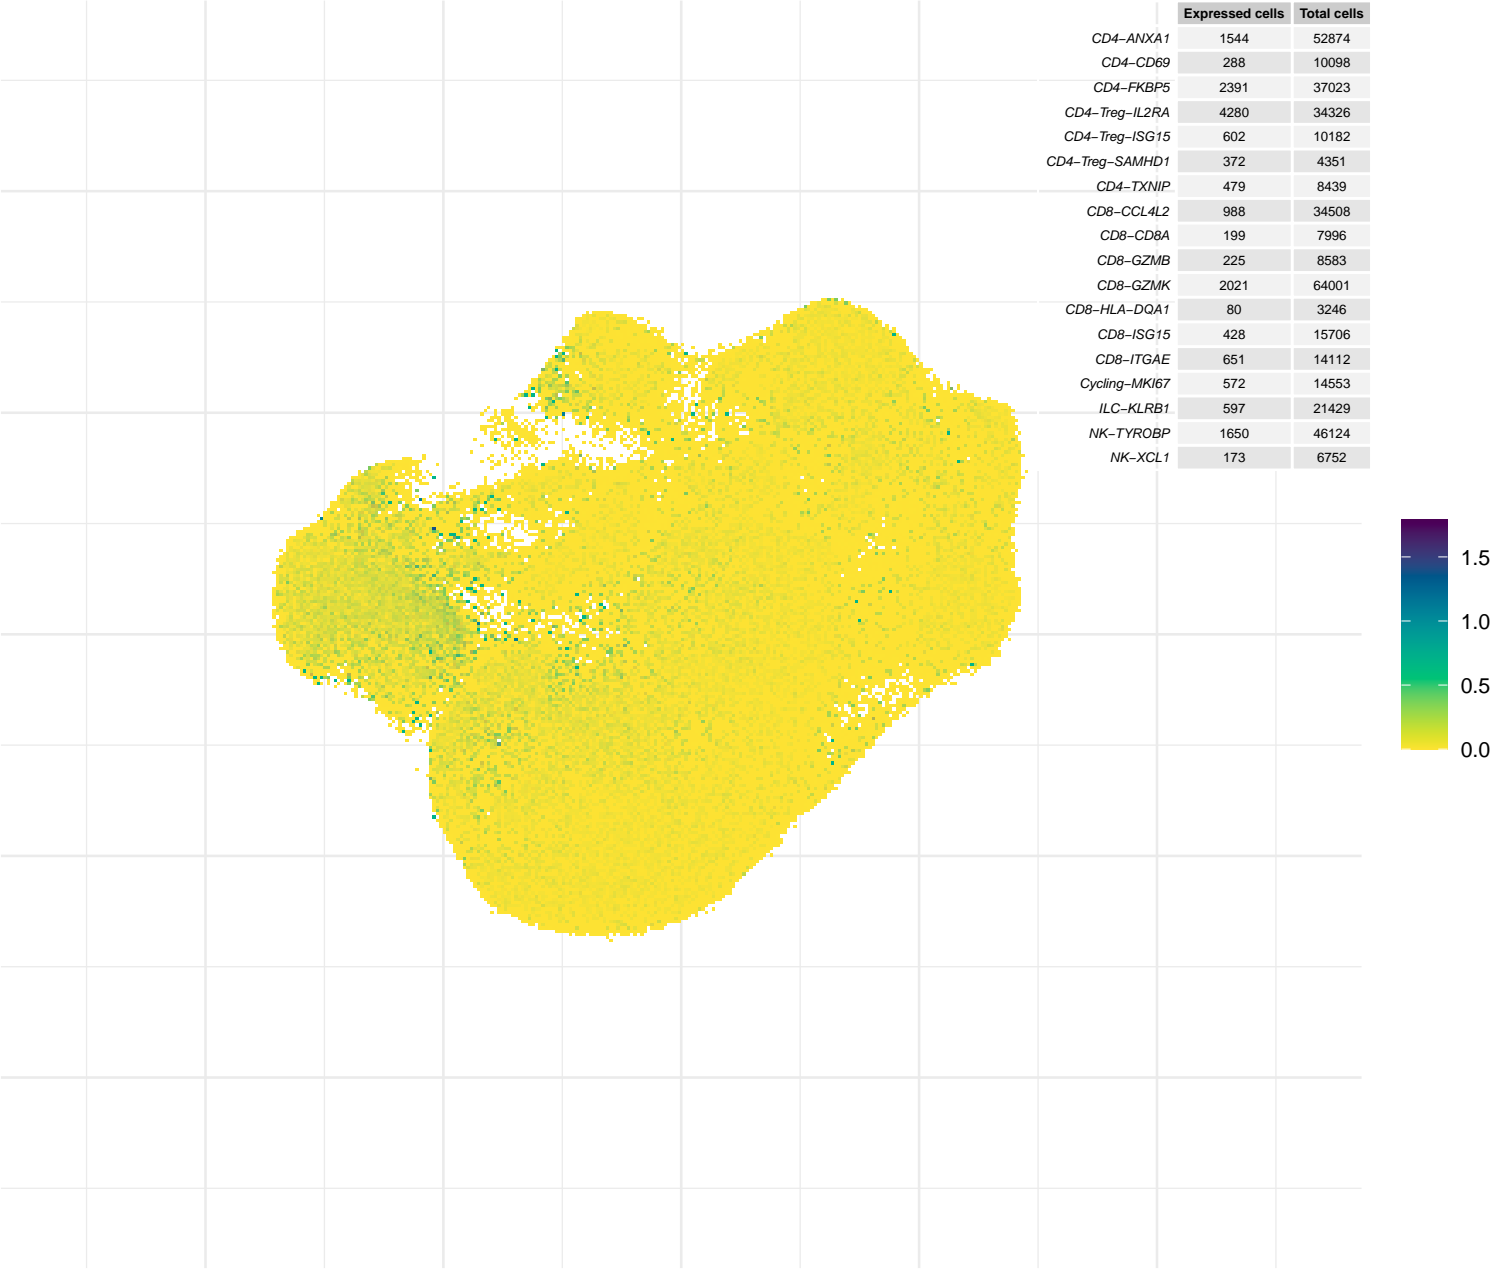 Expressed cells Total cells
CD4−ANXA1 1544 52874
CD4−CD69 288 10098
CD4−FKBP5 2391 37023
CD4−Treg−IL2RA 4280 34326
CD4−Treg−ISG15 602 10182
CD4−Treg−SAMHD1 372 4351
CD4−TXNIP 479 8439
CD8−CCL4L2 988 34508
CD8−CD8A 199 7996
CD8−GZMB 225 8583
CD8−GZMK 2021 64001
CD8−HLA−DQA1 80 3246
CD8−ISG15 428 15706
CD8−ITGAE 651 14112
Cycling−MKI67 572 14553
ILC−KLRB1 597 21429
NK−TYROBP 1650 46124
NK−XCL1 173 6752
1.5
1.0
0.5
0.0